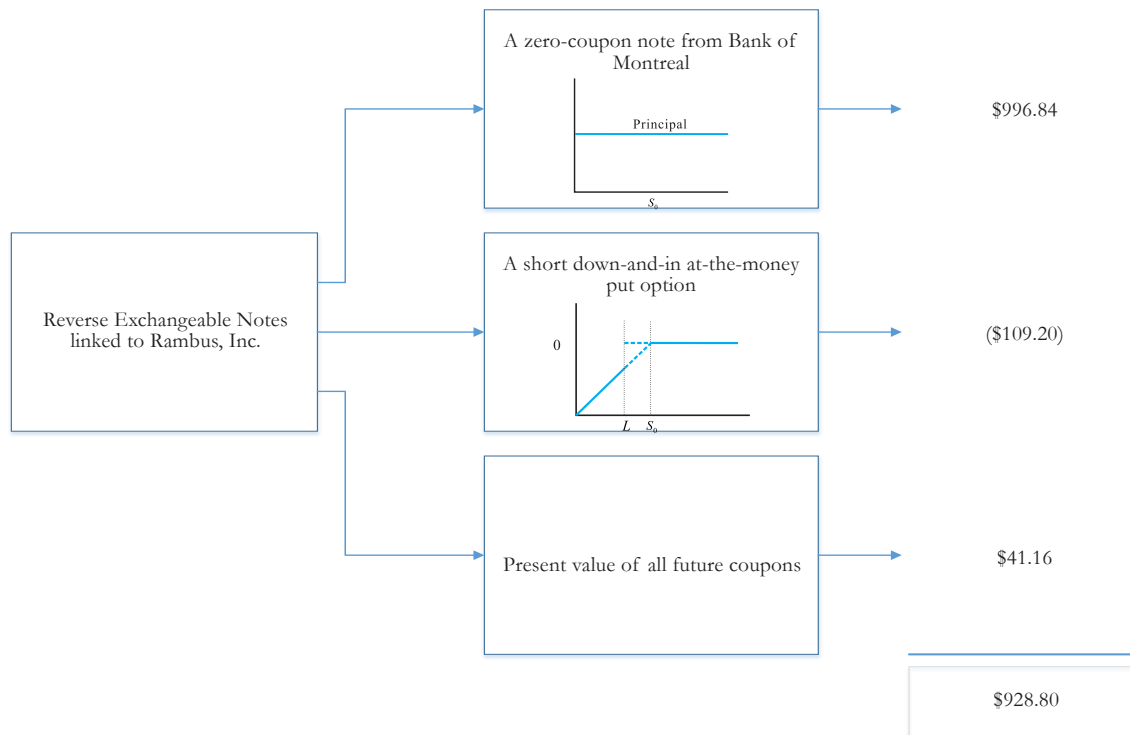 A zero-coupon note from Bank of
Montreal
Principal
S₀
$996.84
Reverse Exchangeable Notes
linked to Rambus, Inc.
A short down-and-in at-the-money
put option
0
L S₀
($109.20)
Present value of all future coupons
$41.16
$928.80